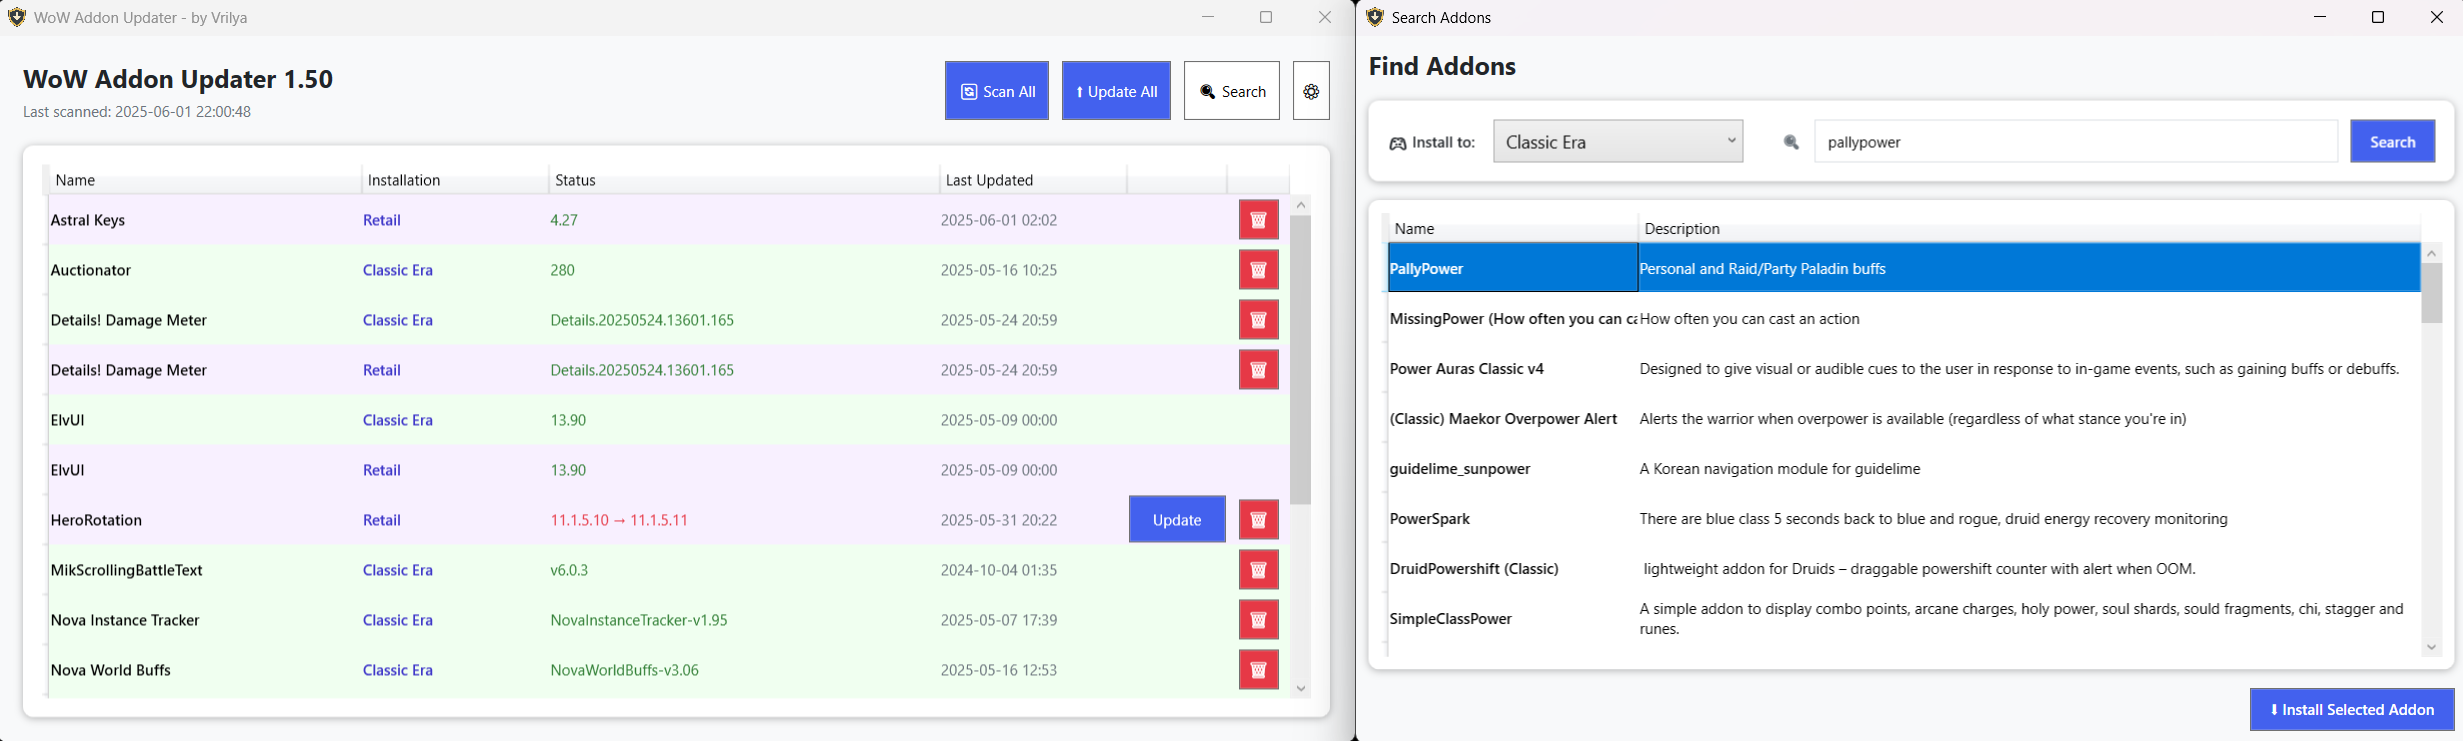 WoW Addon Updater - by Vrilya
WoW Addon Updater 1.50
Last scanned: 2025-06-01 22:00:48
Scan All
Update All
Search
Name Installation Status Last Updated
Astral Keys Retail 4.27 2025-06-01 02:02
Auctionator Classic Era 280 2025-05-16 10:25
Details! Damage Meter Classic Era Details.20250524.13601.165 2025-05-24 20:59
Details! Damage Meter Retail Details.20250524.13601.165 2025-05-24 20:59
ElvUI Classic Era 13.90 2025-05-09 00:00
ElvUI Retail 13.90 2025-05-09 00:00
HeroRotation Retail 11.1.5.10 → 11.1.5.11 2025-05-31 20:22 Update
MikScrollingBattleText Classic Era v6.0.3 2024-10-04 01:35
Nova Instance Tracker Classic Era NovaInstanceTracker-v1.95 2025-05-07 17:39
Nova World Buffs Classic Era NovaWorldBuffs-v3.06 2025-05-16 12:53
Search Addons
Find Addons
Install to: Classic Era pallypower Search
Name Description
PallyPower Personal and Raid/Party Paladin buffs
MissingPower (How often you can ca How often you can cast an action
Power Auras Classic v4 Designed to give visual or audible cues to the user in response to in-game events, such as gaining buffs or debuffs.
(Classic) Maekor Overpower Alert Alerts the warrior when overpower is available (regardless of what stance you're in)
guidelime_sunpower A Korean navigation module for guidelime
PowerSpark There are blue class 5 seconds back to blue and rogue, druid energy recovery monitoring
DruidPowershift (Classic) lightweight addon for Druids – draggable powershift counter with alert when OOM.
SimpleClassPower A simple addon to display combo points, arcane charges, holy power, soul shards, sould fragments, chi, stagger and
runes.
Install Selected Addon